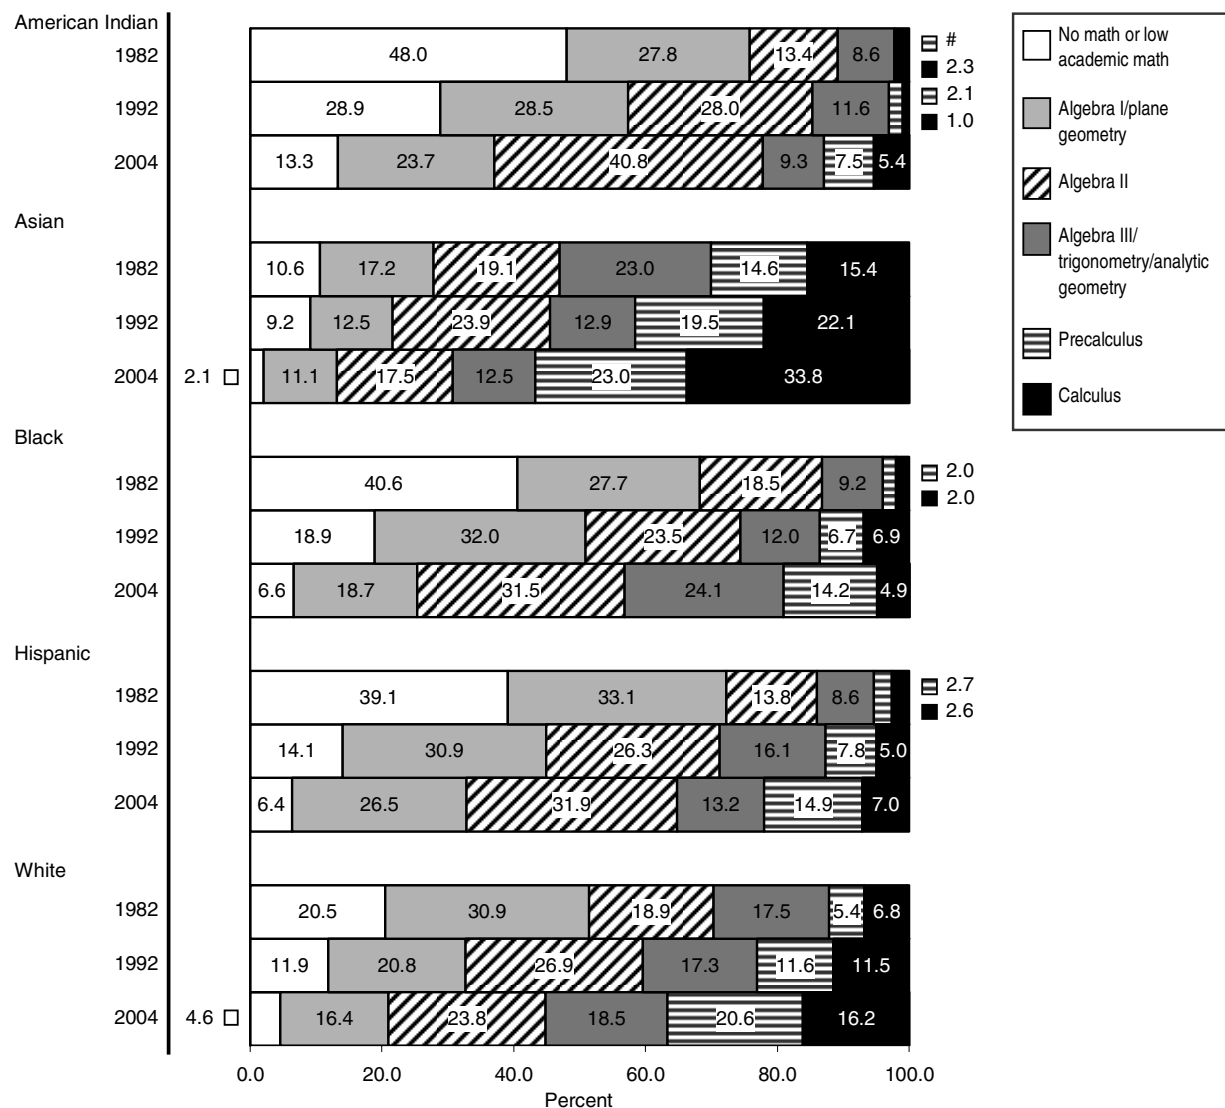 American Indian
1982 48.0 27.8 13.4 8.6 #
2.3
1992 28.9 28.5 28.0 11.6 2.1
1.0
2004 13.3 23.7 40.8 9.3 7.5 5.4
Asian
1982 10.6 17.2 19.1 23.0 14.6 15.4
1992 9.2 12.5 23.9 12.9 19.5 22.1
2004 2.1 11.1 17.5 12.5 23.0 33.8
Black
1982 40.6 27.7 18.5 9.2 2.0
2.0
1992 18.9 32.0 23.5 12.0 6.7 6.9
2004 6.6 18.7 31.5 24.1 14.2 4.9
Hispanic
1982 39.1 33.1 13.8 8.6 2.7
2.6
1992 14.1 30.9 26.3 16.1 7.8 5.0
2004 6.4 26.5 31.9 13.2 14.9 7.0
White
1982 20.5 30.9 18.9 17.5 5.4 6.8
1992 11.9 20.8 26.9 17.3 11.6 11.5
2004 4.6 16.4 23.8 18.5 20.6 16.2
0.0 20.0 40.0 60.0 80.0 100.0
Percent
No math or low
academic math
Algebra I/plane
geometry
Algebra II
Algebra III/
trigonometry/analytic
geometry
Precalculus
Calculus